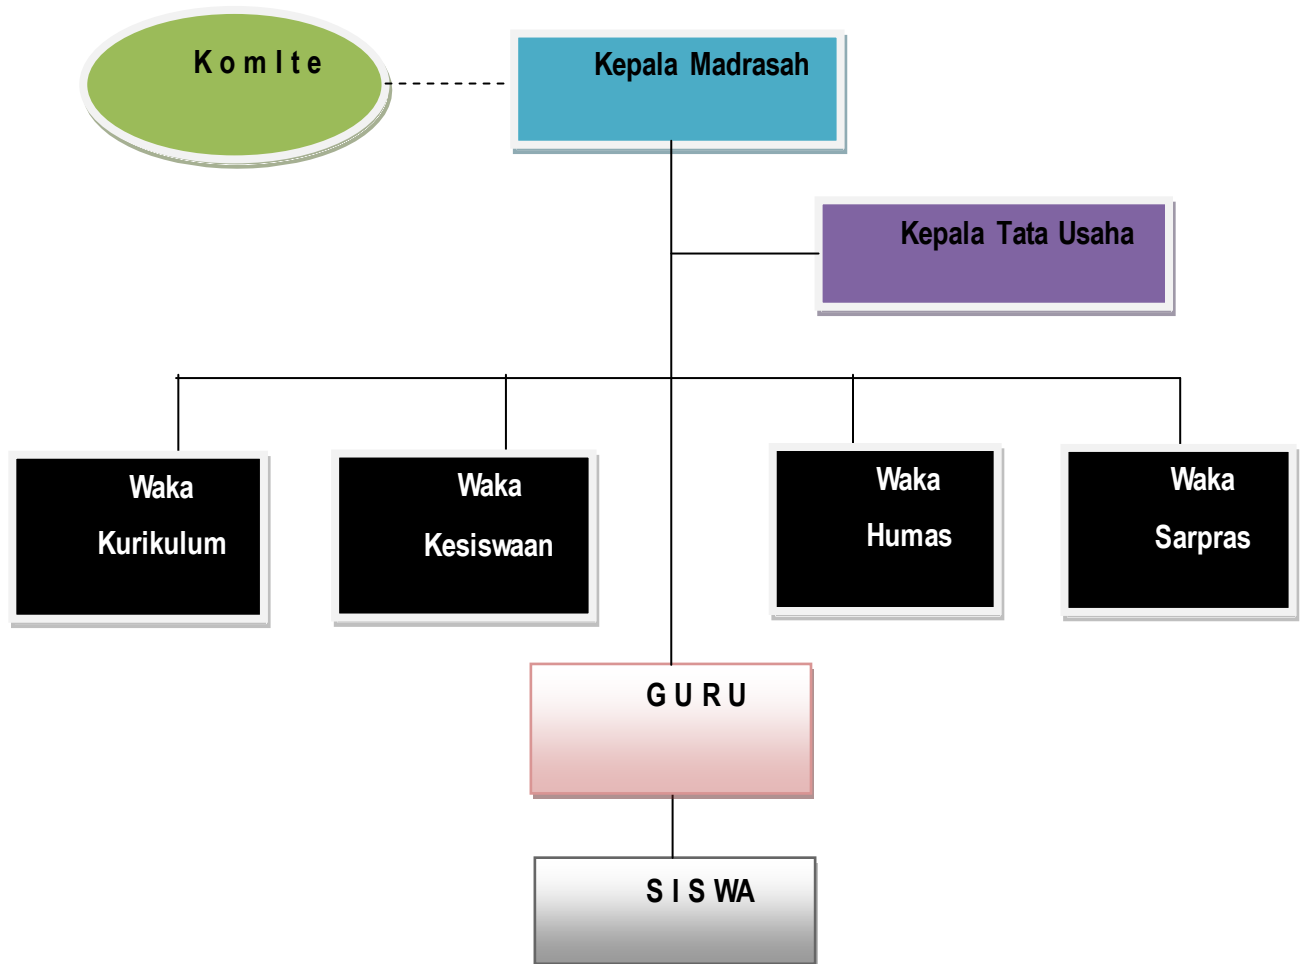 K o m I t e
Kepala Madrasah
Kepala Tata Usaha
Waka
Kurikulum
Waka
Kesiswaan
Waka
Humas
Waka
Sarpras
G U R U
S I S WA